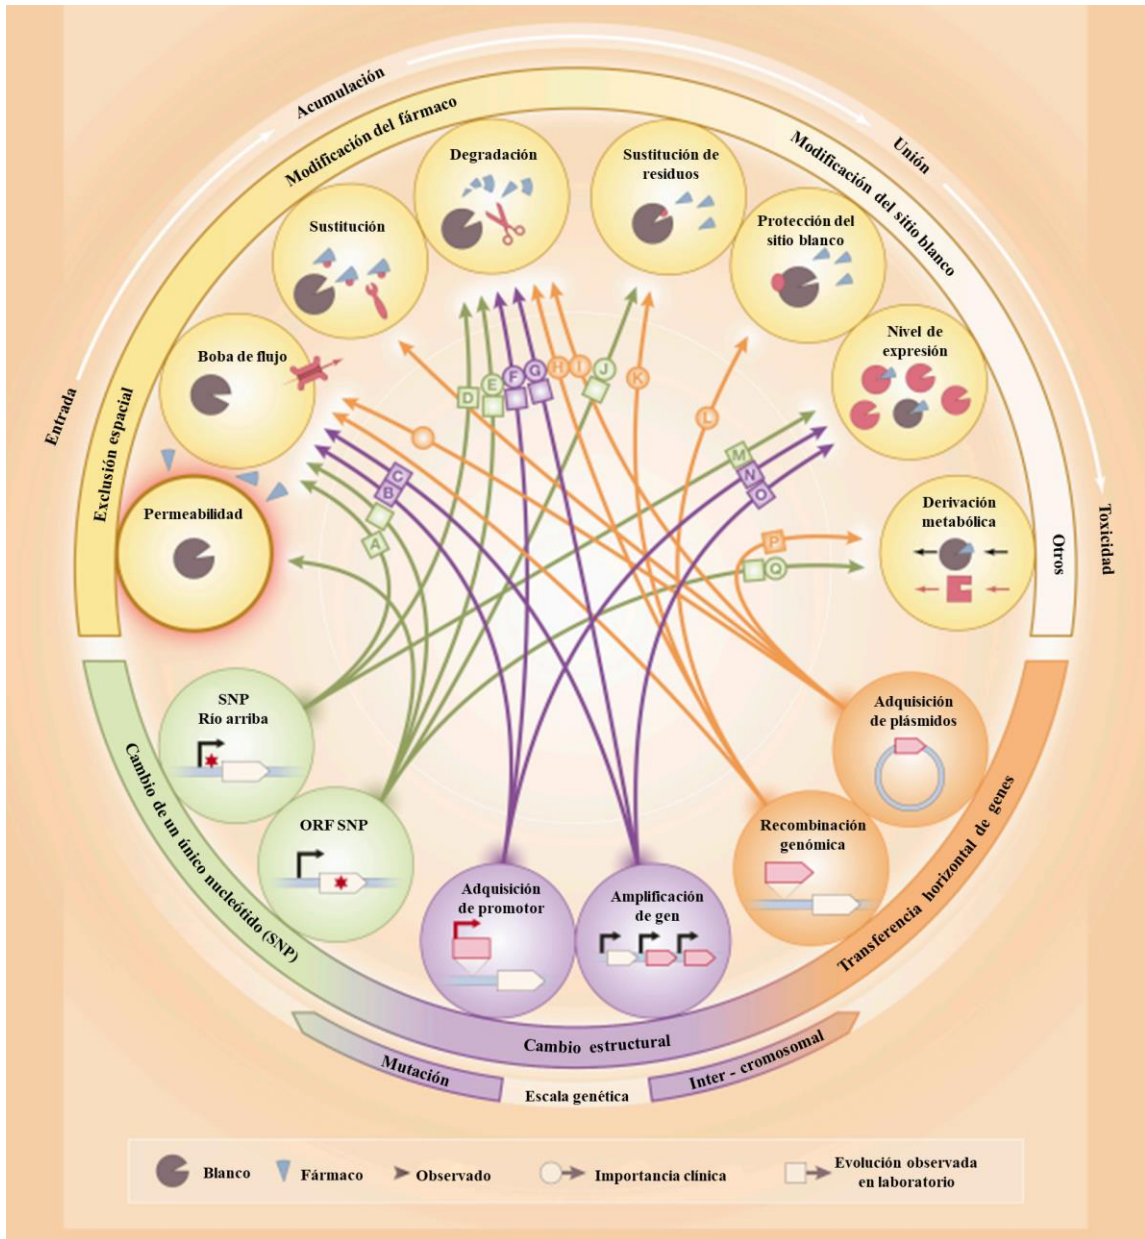 Entrada
Acumulación
Unión
Toxicidad
Exclusión espacial
Modificación del fármaco
Modificación del sitio blanco
Otros
Degradación
Sustitución de
residuos
Sustitución
Protección del
sitio blanco
Boba de flujo
Nivel de
expresión
Permeabilidad
Derivación
metabólica
D
E
F
G
H
I
J
K
L
M
N
O
C
B
A
P
Q
SNP
Río arriba
ORF SNP
Adquisición
de promotor
Amplificación
de gen
Recombinación
genómica
Adquisición
de plásmidos
Cambio de un único nucleótido (SNP)
Cambio estructural
Transferencia horizontal de genes
Mutación
Escala genética
Inter - cromosomal
Blanco
Fármaco
Observado
Importancia clínica
Evolución observada
en laboratorio